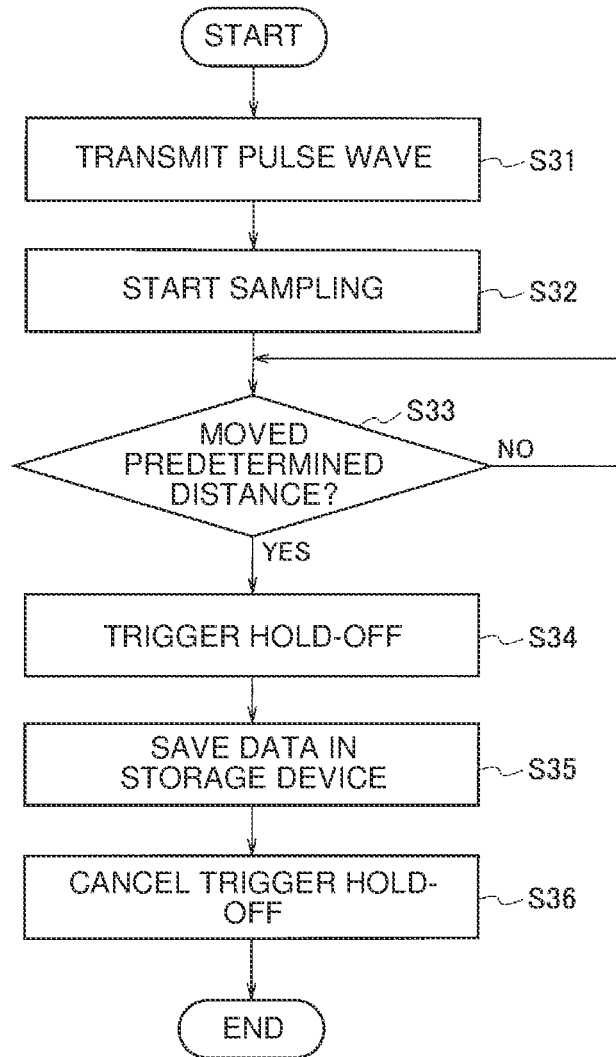 START
TRANSMIT PULSE WAVE
S31
START SAMPLING
S32
S33
MOVED
PREDETERMINED
DISTANCE?
NO
YES
TRIGGER HOLD-OFF
S34
SAVE DATA IN
STORAGE DEVICE
S35
CANCEL TRIGGER HOLD-
OFF
S36
END